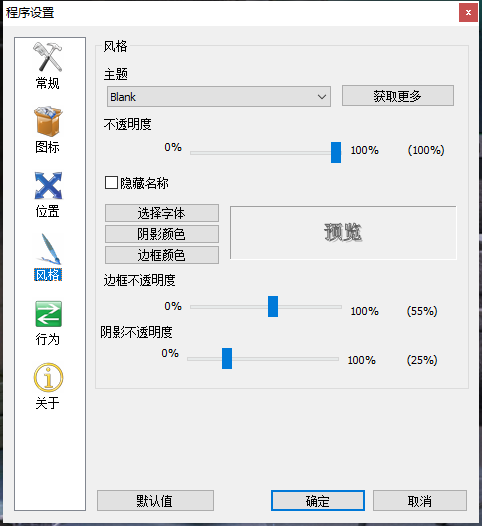 程序设置
常规
图标
位置
风格
行为
关于
风格
主题
Blank
获取更多
不透明度
0%
100%
(100%)
隐藏名称
选择字体
阴影颜色
边框颜色
预览
边框不透明度
0%
100%
(55%)
阴影不透明度
0%
100%
(25%)
默认值
确定
取消